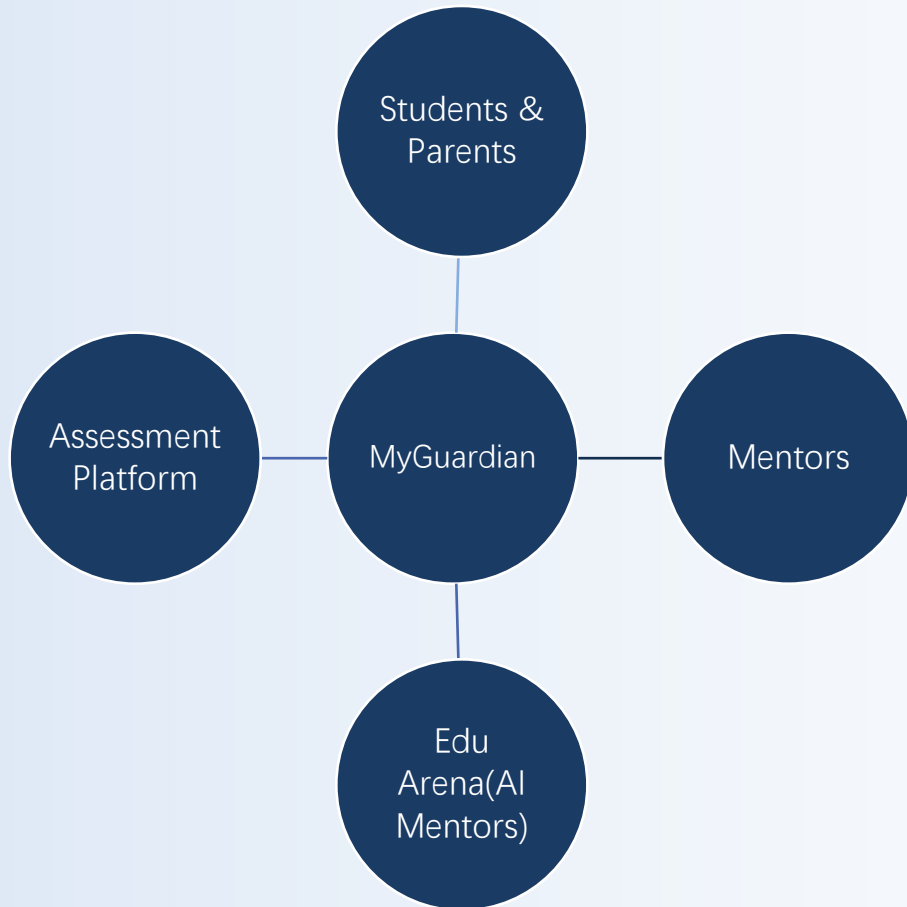 Students &
Parents
Assessment
Platform
MyGuardian
Mentors
Edu
Arena(AI
Mentors)